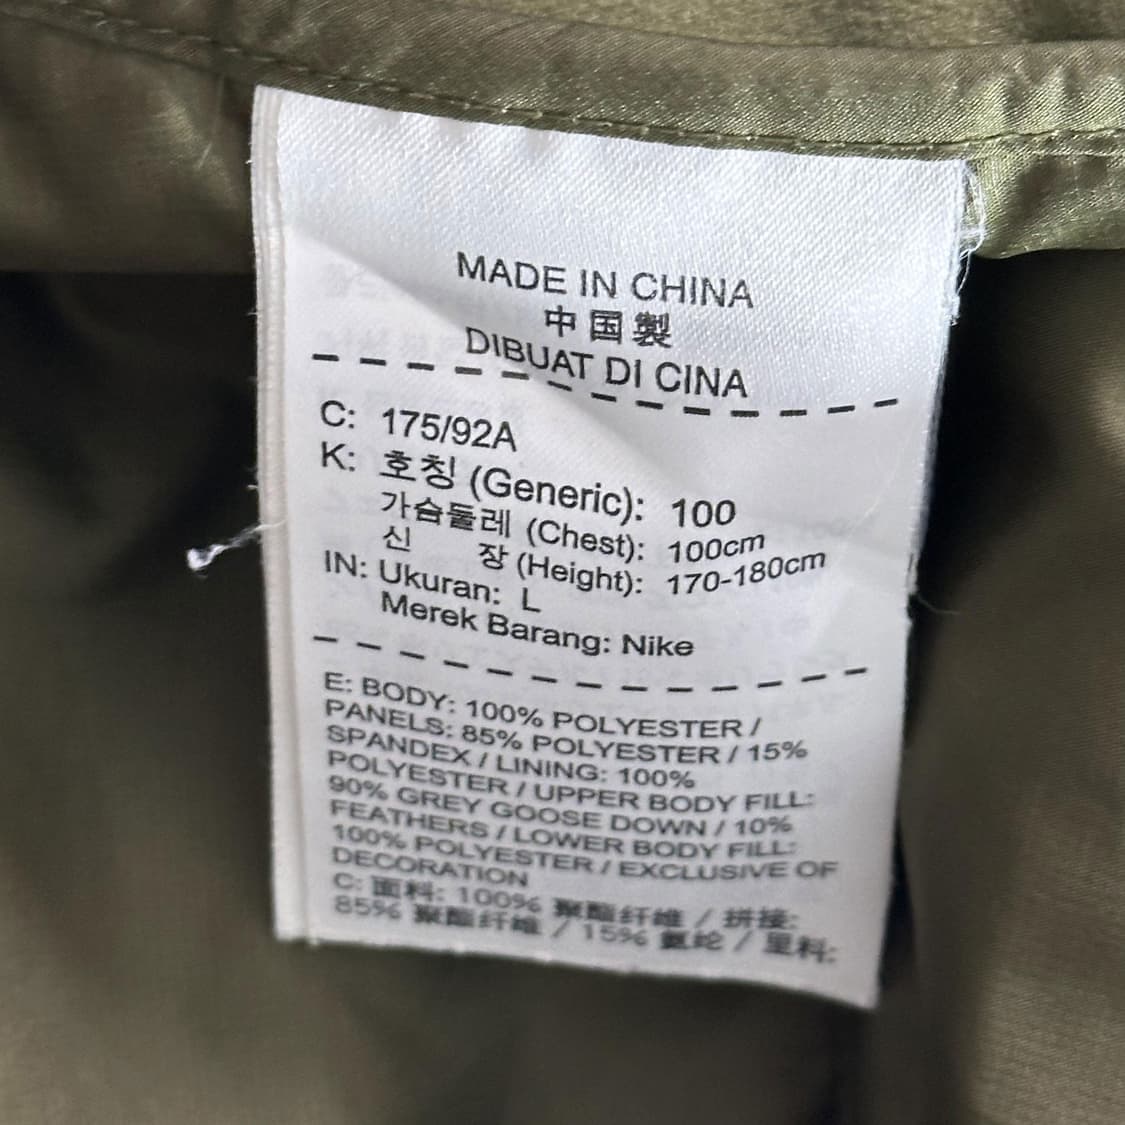 MADE IN CHINA
中国製
DIBUAT DI CINA
C: 175/92A
K: 호칭 (Generic): 100
가슴둘레 (Chest): 100cm
신 장 (Height): 170-180cm
IN: Ukuran: L
Merek Barang: Nike
E: BODY: 100% POLYESTER /
PANELS: 85% POLYESTER / 15%
SPANDEX / LINING: 100%
POLYESTER / UPPER BODY FILL:
90% GREY GOOSE DOWN / 10%
FEATHERS / LOWER BODY FILL:
100% POLYESTER / EXCLUSIVE OF
DECORATION
C: 面料: 100% 聚酯纤维 / 拼接:
85% 聚酯纤维 / 15% 氨纶 / 里料: